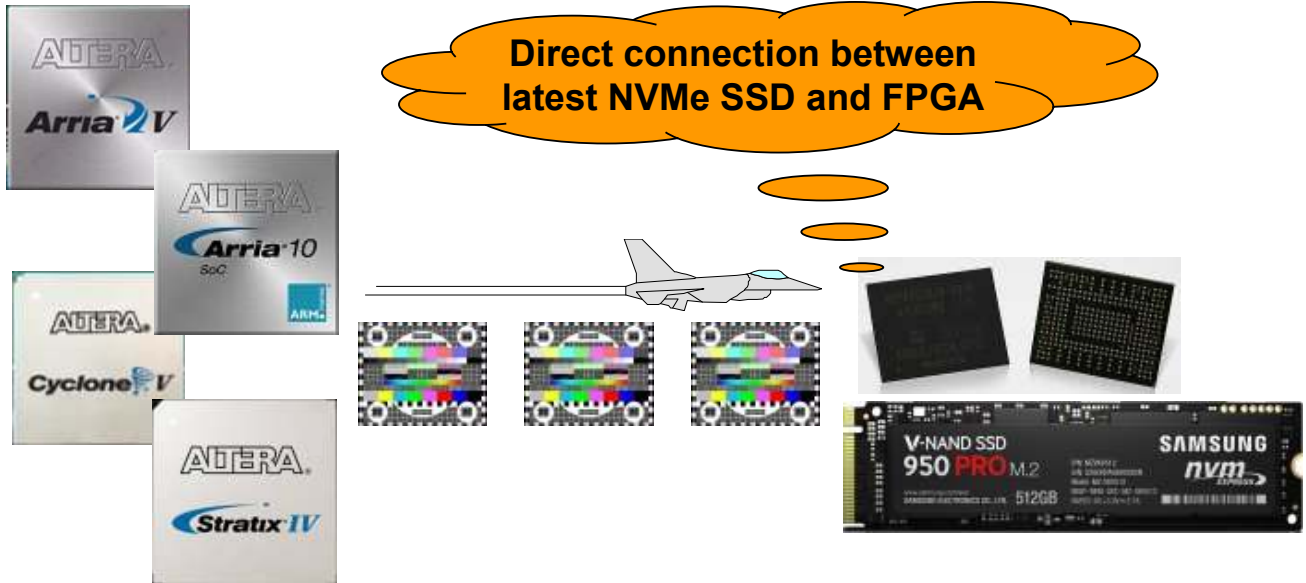 Direct connection between
latest NVMe SSD and FPGA
ALTERA.
Arria V
ALTERA.
Arria 10
SoC
ARM
ALTERA.
Cyclone V
ALTERA.
Stratix IV
V-NAND SSD
950 PRO M.2
512GB
SAMSUNG
nvm
EXPRESS